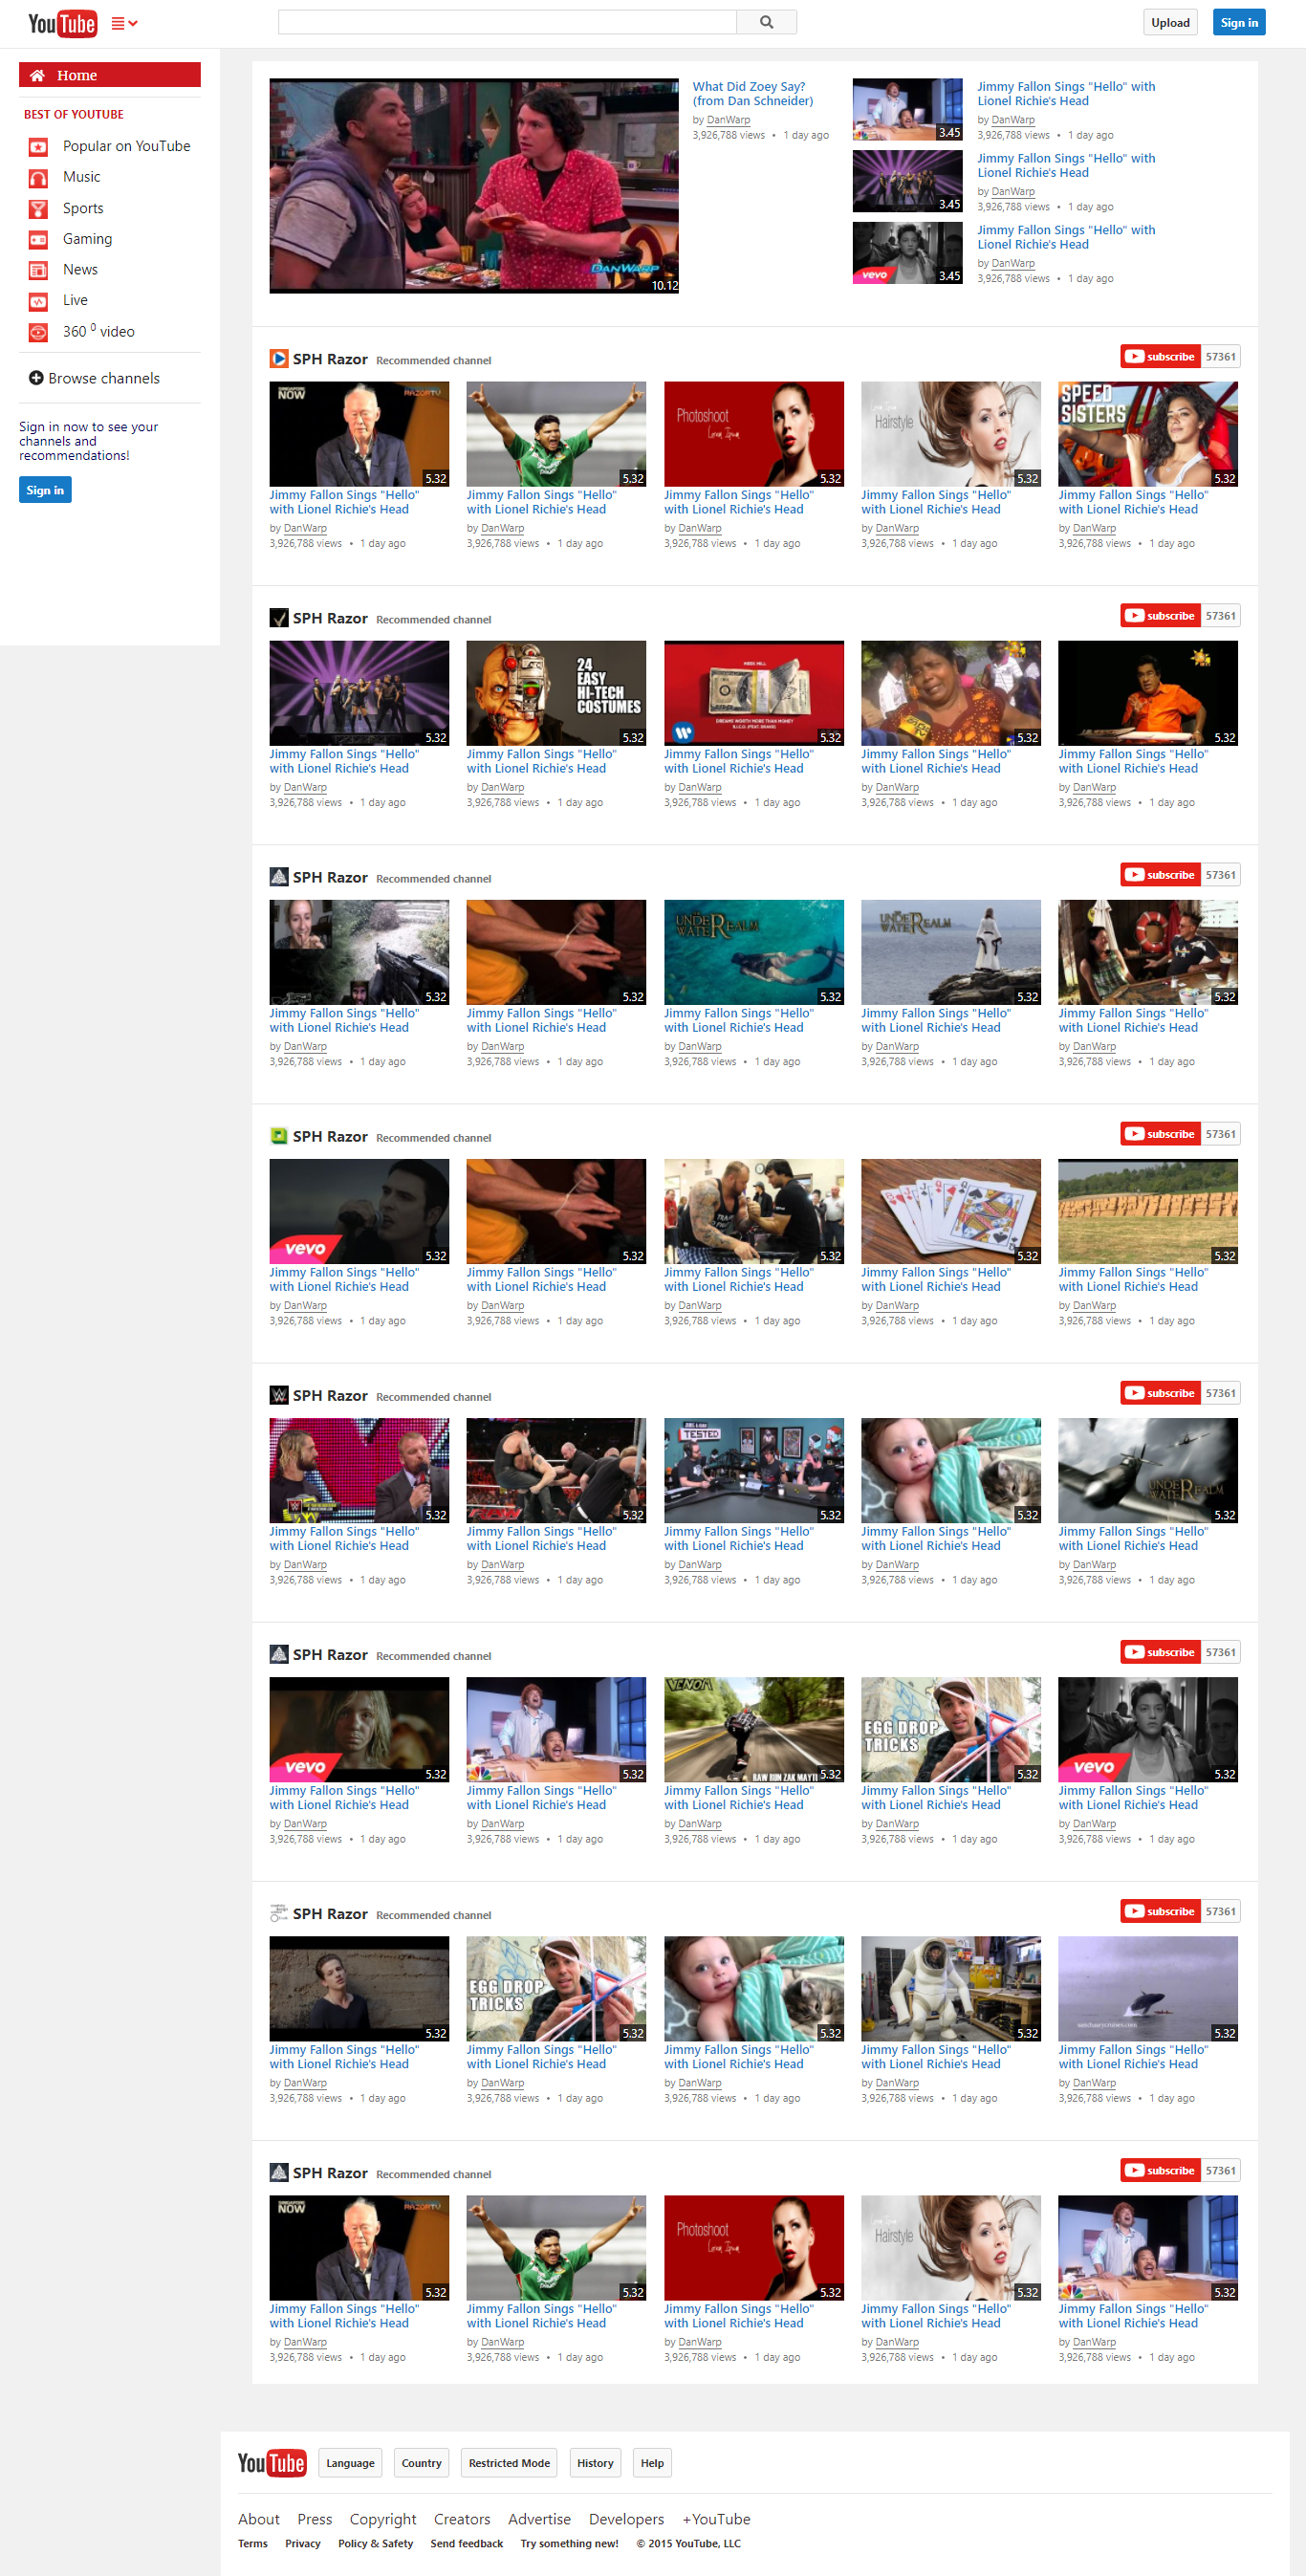 YouTube
Upload
Sign in
Home
BEST OF YOUTUBE
Popular on YouTube
Music
Sports
Gaming
News
Live
360 0 video
Browse channels
Sign in now to see your
channels and
recommendations!
Sign in
DANWARP
10.12
What Did Zoey Say?
(from Dan Schneider)
by DanWarp
3,926,788 views • 1 day ago
3.45
Jimmy Fallon Sings "Hello" with
Lionel Richie's Head
by DanWarp
3,926,788 views • 1 day ago
3.45
Jimmy Fallon Sings "Hello" with
Lionel Richie's Head
by DanWarp
3,926,788 views • 1 day ago
vevo
3.45
Jimmy Fallon Sings "Hello" with
Lionel Richie's Head
by DanWarp
3,926,788 views • 1 day ago
SPH Razor Recommended channel subscribe 57361
SINGAPORE NOW RAZORTV Photoshoot Lorem Ipsum Lorem Ipsum Hairstyle SPEED SISTERS
5.32 5.32 5.32 5.32 5.32
Jimmy Fallon Sings "Hello" Jimmy Fallon Sings "Hello" Jimmy Fallon Sings "Hello" Jimmy Fallon Sings "Hello" Jimmy Fallon Sings "Hello"
with Lionel Richie's Head with Lionel Richie's Head with Lionel Richie's Head with Lionel Richie's Head with Lionel Richie's Head
by DanWarp by DanWarp by DanWarp by DanWarp by DanWarp
3,926,788 views • 1 day ago 3,926,788 views • 1 day ago 3,926,788 views • 1 day ago 3,926,788 views • 1 day ago 3,926,788 views • 1 day ago
SPH Razor Recommended channel subscribe 57361
24 EASY HI-TECH COSTUMES MEEK MILL DREAMS WORTH MORE THAN MONEY R.I.C.O. (FEAT. DRAKE)
5.32 5.32 5.32 5.32 5.32
Jimmy Fallon Sings "Hello" Jimmy Fallon Sings "Hello" Jimmy Fallon Sings "Hello" Jimmy Fallon Sings "Hello" Jimmy Fallon Sings "Hello"
with Lionel Richie's Head with Lionel Richie's Head with Lionel Richie's Head with Lionel Richie's Head with Lionel Richie's Head
by DanWarp by DanWarp by DanWarp by DanWarp by DanWarp
3,926,788 views • 1 day ago 3,926,788 views • 1 day ago 3,926,788 views • 1 day ago 3,926,788 views • 1 day ago 3,926,788 views • 1 day ago
SPH Razor Recommended channel subscribe 57361
UNDE WATE REALM UNDE WATE REALM
5.32 5.32 5.32 5.32 5.32
Jimmy Fallon Sings "Hello" Jimmy Fallon Sings "Hello" Jimmy Fallon Sings "Hello" Jimmy Fallon Sings "Hello" Jimmy Fallon Sings "Hello"
with Lionel Richie's Head with Lionel Richie's Head with Lionel Richie's Head with Lionel Richie's Head with Lionel Richie's Head
by DanWarp by DanWarp by DanWarp by DanWarp by DanWarp
3,926,788 views • 1 day ago 3,926,788 views • 1 day ago 3,926,788 views • 1 day ago 3,926,788 views • 1 day ago 3,926,788 views • 1 day ago
SPH Razor Recommended channel subscribe 57361
vevo
5.32 5.32 5.32 5.32 5.32
Jimmy Fallon Sings "Hello" Jimmy Fallon Sings "Hello" Jimmy Fallon Sings "Hello" Jimmy Fallon Sings "Hello" Jimmy Fallon Sings "Hello"
with Lionel Richie's Head with Lionel Richie's Head with Lionel Richie's Head with Lionel Richie's Head with Lionel Richie's Head
by DanWarp by DanWarp by DanWarp by DanWarp by DanWarp
3,926,788 views • 1 day ago 3,926,788 views • 1 day ago 3,926,788 views • 1 day ago 3,926,788 views • 1 day ago 3,926,788 views • 1 day ago
SPH Razor Recommended channel subscribe 57361
TESTED UNDE WATE REALM
5.32 5.32 5.32 5.32 5.32
Jimmy Fallon Sings "Hello" Jimmy Fallon Sings "Hello" Jimmy Fallon Sings "Hello" Jimmy Fallon Sings "Hello" Jimmy Fallon Sings "Hello"
with Lionel Richie's Head with Lionel Richie's Head with Lionel Richie's Head with Lionel Richie's Head with Lionel Richie's Head
by DanWarp by DanWarp by DanWarp by DanWarp by DanWarp
3,926,788 views • 1 day ago 3,926,788 views • 1 day ago 3,926,788 views • 1 day ago 3,926,788 views • 1 day ago 3,926,788 views • 1 day ago
SPH Razor Recommended channel subscribe 57361
vevo VENOM RAW RUN ZAK MAYTU EGG DROP TRICKS vevo
5.32 5.32 5.32 5.32 5.32
Jimmy Fallon Sings "Hello" Jimmy Fallon Sings "Hello" Jimmy Fallon Sings "Hello" Jimmy Fallon Sings "Hello" Jimmy Fallon Sings "Hello"
with Lionel Richie's Head with Lionel Richie's Head with Lionel Richie's Head with Lionel Richie's Head with Lionel Richie's Head
by DanWarp by DanWarp by DanWarp by DanWarp by DanWarp
3,926,788 views • 1 day ago 3,926,788 views • 1 day ago 3,926,788 views • 1 day ago 3,926,788 views • 1 day ago 3,926,788 views • 1 day ago
SPH Razor Recommended channel subscribe 57361
EGG DROP TRICKS
5.32 5.32 5.32 5.32 5.32
Jimmy Fallon Sings "Hello" Jimmy Fallon Sings "Hello" Jimmy Fallon Sings "Hello" Jimmy Fallon Sings "Hello" Jimmy Fallon Sings "Hello"
with Lionel Richie's Head with Lionel Richie's Head with Lionel Richie's Head with Lionel Richie's Head with Lionel Richie's Head
by DanWarp by DanWarp by DanWarp by DanWarp by DanWarp
3,926,788 views • 1 day ago 3,926,788 views • 1 day ago 3,926,788 views • 1 day ago 3,926,788 views • 1 day ago 3,926,788 views • 1 day ago
SPH Razor Recommended channel subscribe 57361
SINGAPORE NOW RAZORTV Photoshoot Lorem Ipsum Lorem Ipsum Hairstyle
5.32 5.32 5.32 5.32 5.32
Jimmy Fallon Sings "Hello" Jimmy Fallon Sings "Hello" Jimmy Fallon Sings "Hello" Jimmy Fallon Sings "Hello" Jimmy Fallon Sings "Hello"
with Lionel Richie's Head with Lionel Richie's Head with Lionel Richie's Head with Lionel Richie's Head with Lionel Richie's Head
by DanWarp by DanWarp by DanWarp by DanWarp by DanWarp
3,926,788 views • 1 day ago 3,926,788 views • 1 day ago 3,926,788 views • 1 day ago 3,926,788 views • 1 day ago 3,926,788 views • 1 day ago
YouTube Language Country Restricted Mode History Help
About Press Copyright Creators Advertise Developers +YouTube
Terms Privacy Policy & Safety Send feedback Try something new! © 2015 YouTube, LLC